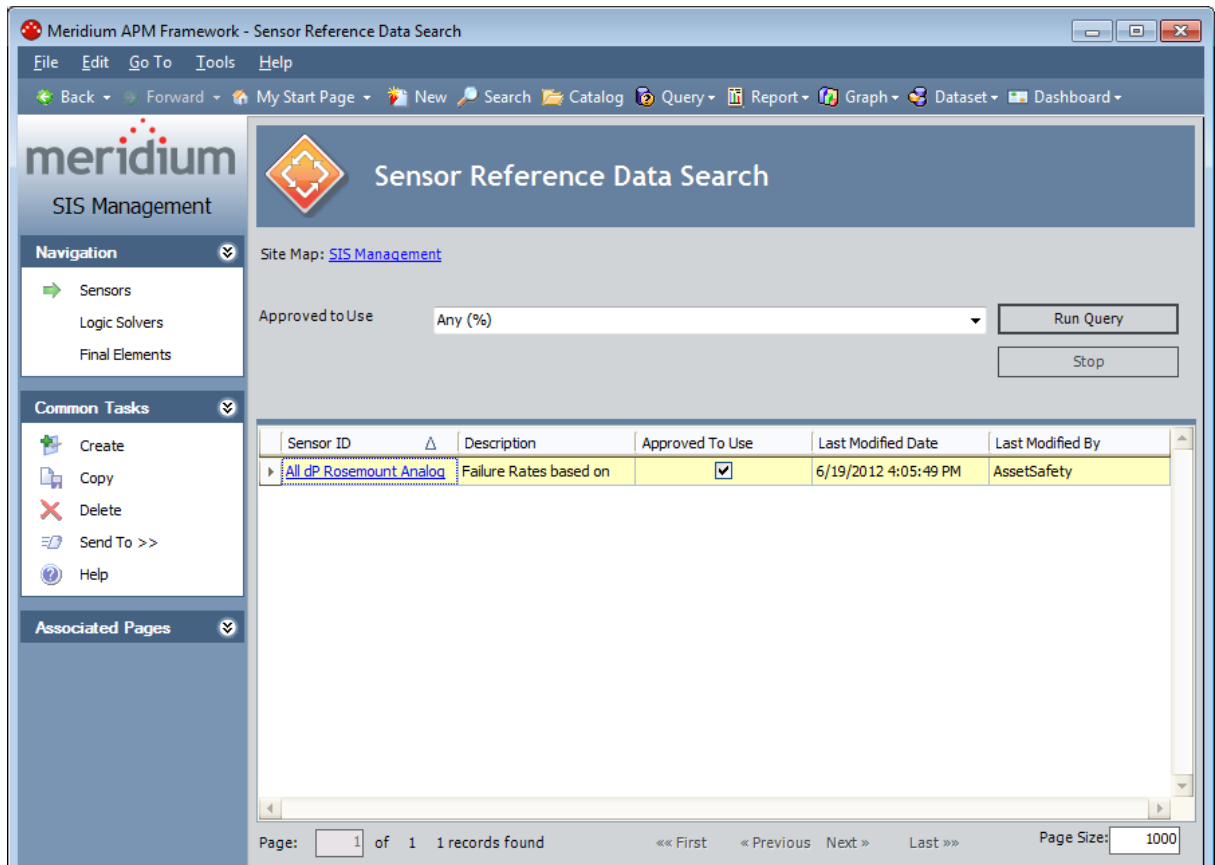 Meridium APM Framework - Sensor Reference Data Search
File Edit Go To Tools Help
Back Forward My Start Page New Search Catalog Query Report Graph Dataset Dashboard
meridium
SIS Management
Sensor Reference Data Search
Navigation
Sensors
Logic Solvers
Final Elements
Common Tasks
Create
Copy
Delete
Send To >>
Help
Associated Pages
Site Map: SIS Management
Approved to Use Any (%) Run Query
Stop
Sensor ID Description Approved To Use Last Modified Date Last Modified By
All dP Rosemount Analog Failure Rates based on 6/19/2012 4:05:49 PM AssetSafety
Page: 1 of 1 1 records found «« First « Previous Next » Last »» Page Size: 1000